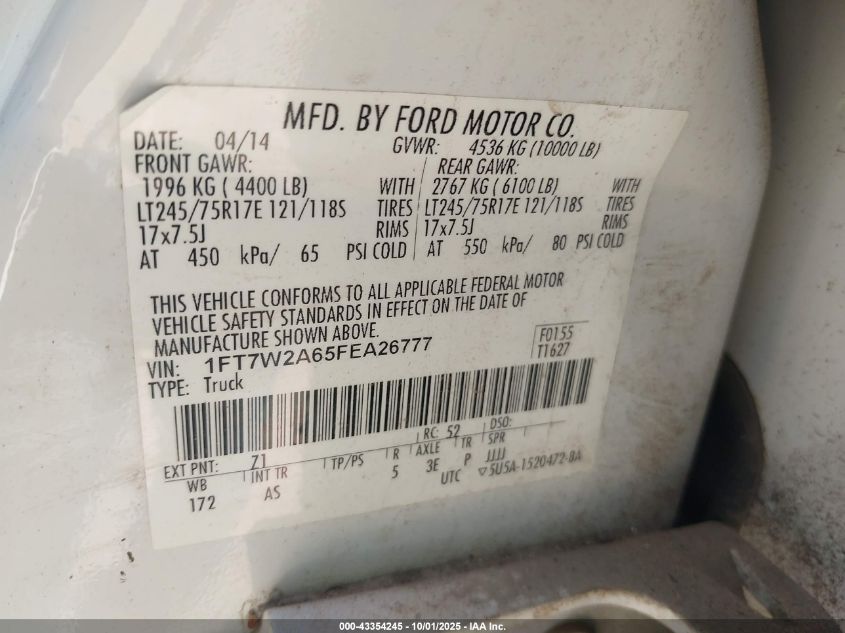 MFD. BY FORD MOTOR CO.
DATE: 04/14 GVWR: 4536 KG (10000 LB)
FRONT GAWR: REAR GAWR:
1996 KG ( 4400 LB) WITH 2767 KG ( 6100 LB) WITH
LT245/75R17E 121/118S TIRES LT245/75R17E 121/118S TIRES
17x7.5J RIMS 17x7.5J RIMS
AT 450 kPa/ 65 PSI COLD AT 550 kPa/ 80 PSI COLD
THIS VEHICLE CONFORMS TO ALL APPLICABLE FEDERAL MOTOR
VEHICLE SAFETY STANDARDS IN EFFECT ON THE DATE OF
MANUFACTURE SHOWN ABOVE.
VIN: 1FT7W2A65FEA26777 F0155
TYPE: Truck T1627
EXT PNT: Z1 RC: 52 DSO:
WB INT TR TP/PS R AXLE TR SPR
172 AS 5 3E P JJJJ
UTC ▽5U5A-1520472-BA
000-43354245 - 10/01/2025 - IAA Inc.